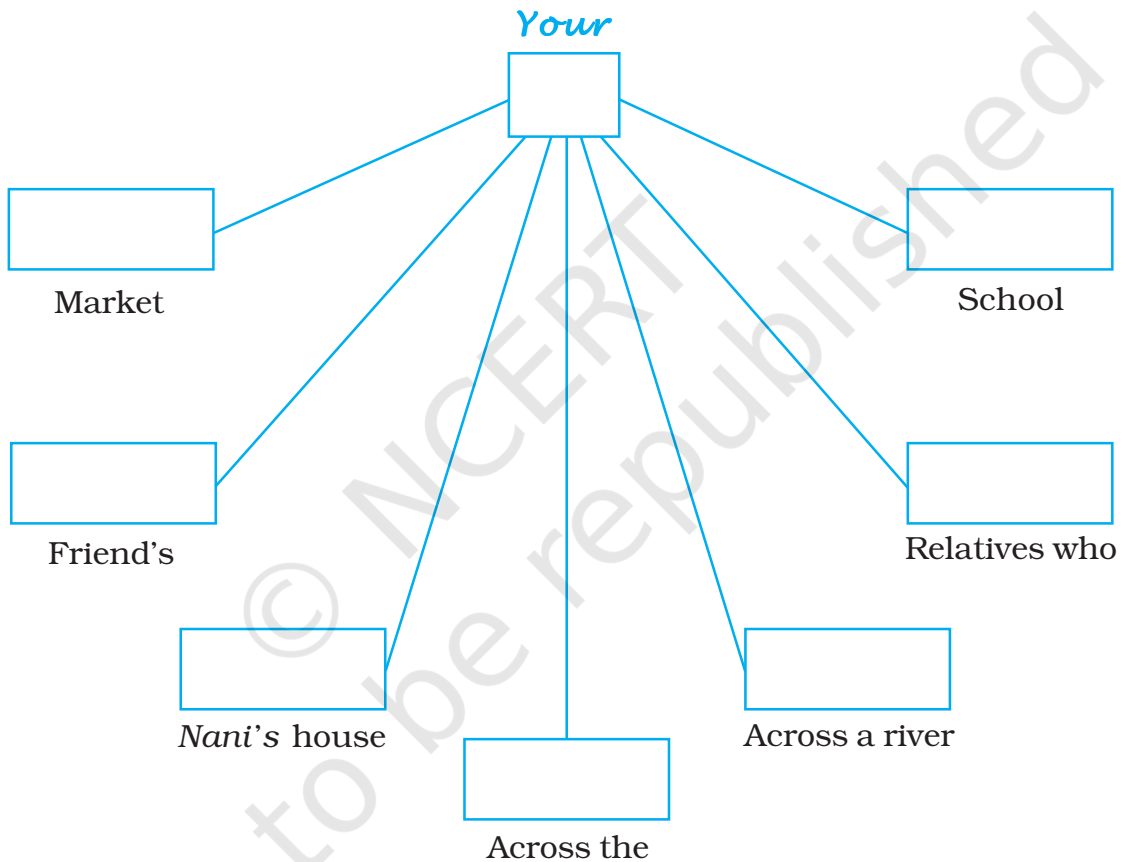 Your
Market
School
Friend's
Relatives who
Nani's house
Across a river
Across the
© NCERT
to be republished